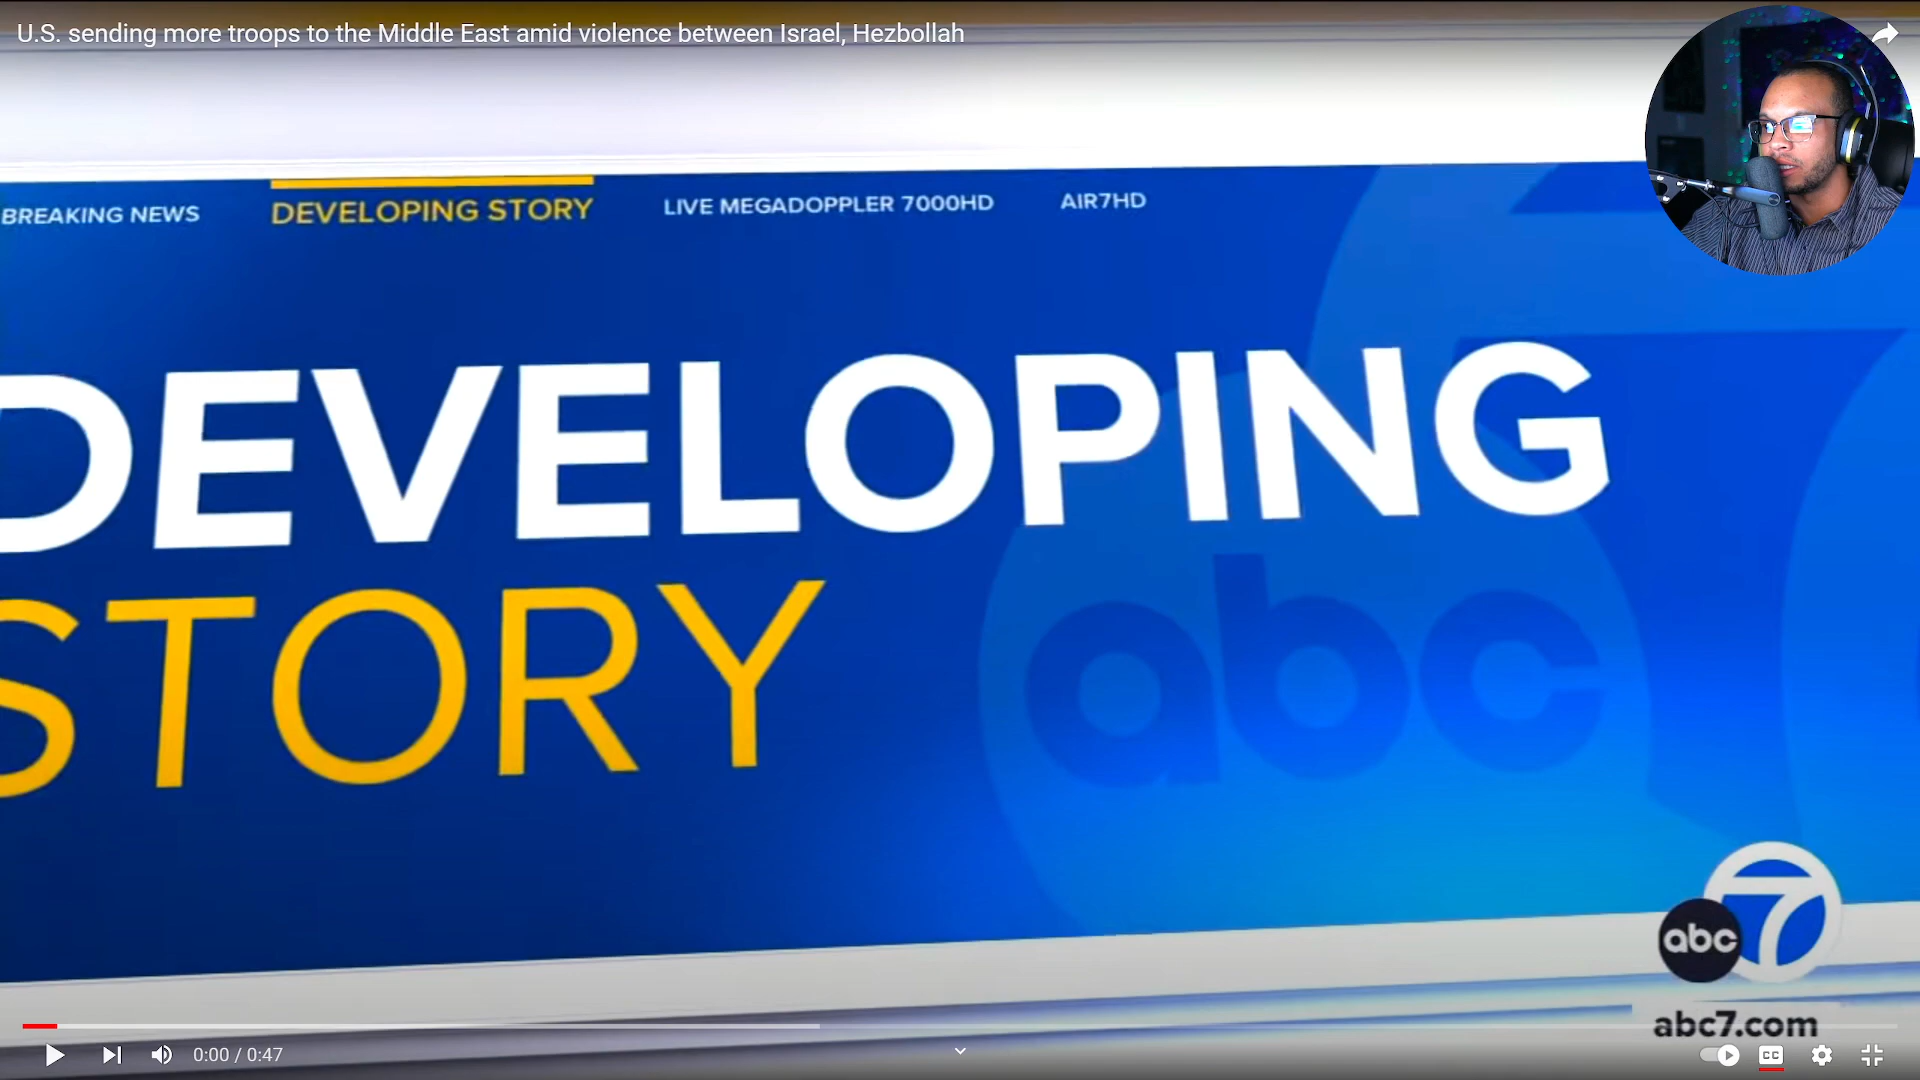 U.S. sending more troops to the Middle East amid violence between Israel, Hezbollah
BREAKING NEWS DEVELOPING STORY LIVE MEGADOPPLER 7000HD AIR7HD
DEVELOPING
STORY
abc
abc 7
abc7.com
0:00 / 0:47
CC